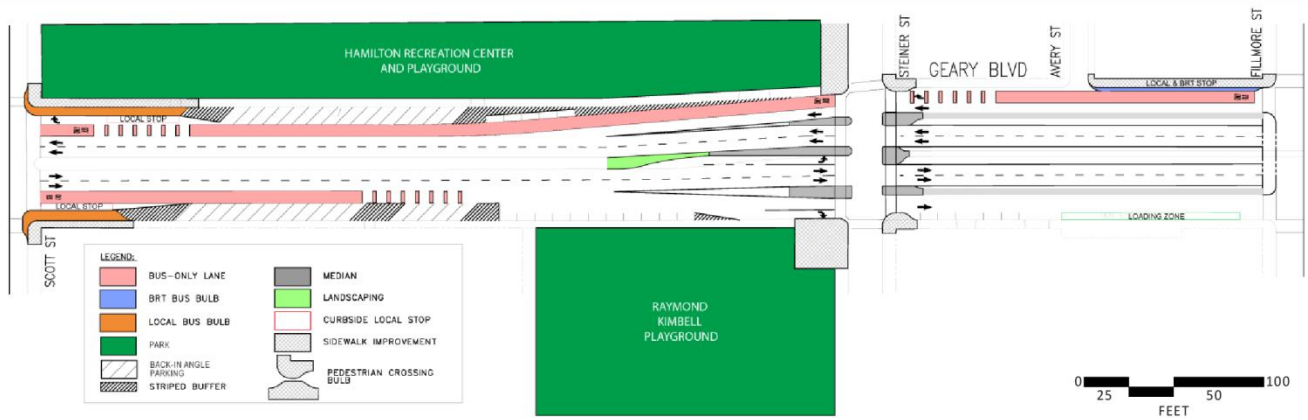 HAMILTON RECREATION CENTER
AND PLAYGROUND
STEINER ST
GEARY BLVD
AVERY ST
FILLMORE ST
LOCAL & BRT STOP
LOCAL STOP
LOCAL STOP
LOADING ZONE
SCOTT ST
LEGEND:
BUS-ONLY LANE
BRT BUS BULB
LOCAL BUS BULB
PARK
BACK-IN ANGLE
PARKING
STRIPED BUFFER
MEDIAN
LANDSCAPING
CURBSIDE LOCAL STOP
SIDEWALK IMPROVEMENT
PEDESTRIAN CROSSING
BULB
RAYMOND
KIMBELL
PLAYGROUND
0 100
25 50
FEET